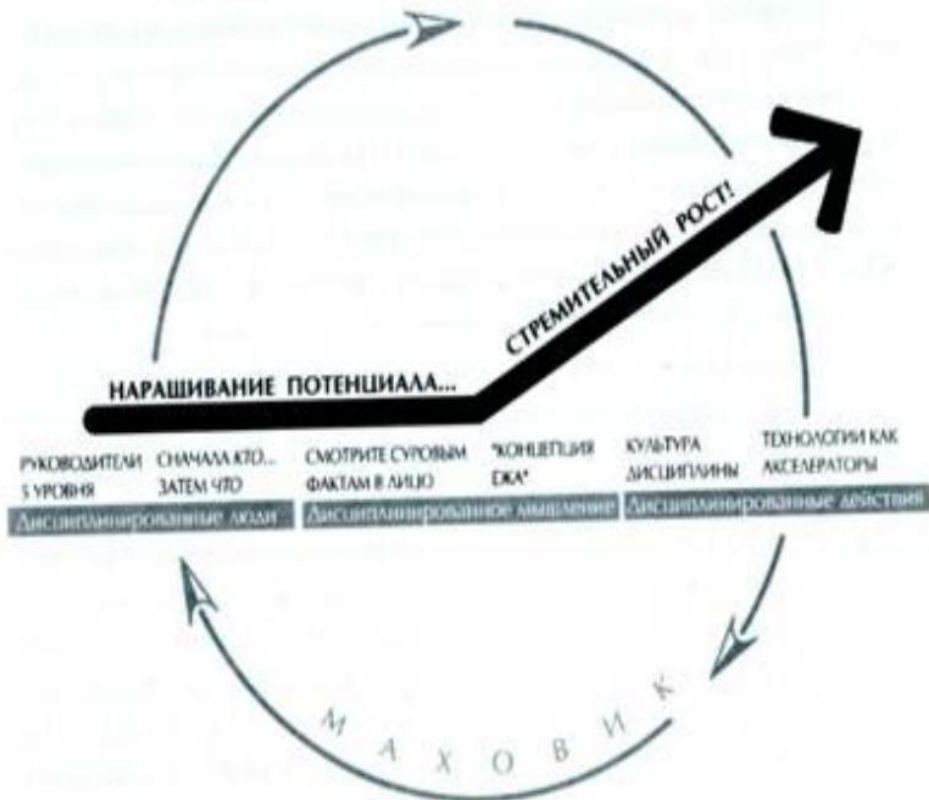 СТРЕМИТЕЛЬНЫЙ РОСТ!
НАРАЩИВАНИЕ ПОТЕНЦИАЛА...
РУКОВОДИТЕЛИ
5 УРОВНЯ
СНАЧАЛА КТО...
ЗАТЕМ ЧТО
СМОТРИТЕ СУРОВЫМ
ФАКТАМ В ЛИЦО
"КОНЦЕПЦИЯ
ЕЖА"
КУЛЬТУРА
ДИСЦИПЛИНЫ
ТЕХНОЛОГИИ КАК
АКСЕЛЕРАТОРЫ
Дисциплинированные люди
Дисциплинированное мышление
Дисциплинированные действия
МАХОВИК